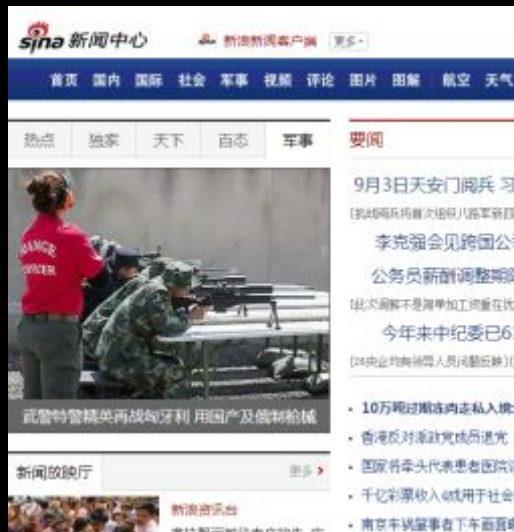 sina 新闻中心
新浪新闻客户端 更多
首页 国内 国际 社会 军事 视频 评论 图片 图解 航空 天气
热点 独家 天下 百态 军事
RANGE
OFFICER
武警特警精英再战匈牙利 用国产及俄制枪械
新闻放映厅 更多
新浪资讯台
要闻
9月3日天安门阅兵 习
李克强会见跨国公
公务员薪酬调整期
今年来中纪委已6
10万吨过期冻肉走私入境
香港反对派政党成员退党
国家将牵头代表患者医院
千亿彩票收入 用于社会
南京车祸肇事者下车画圆